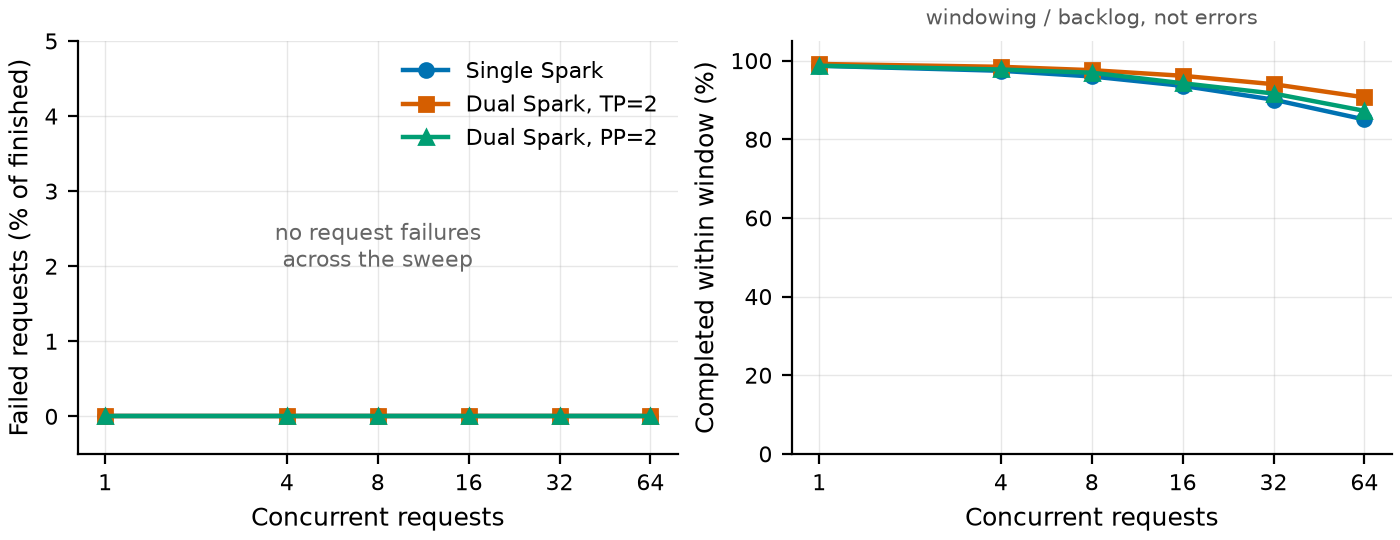 Failed requests (% of finished)
5
4
3
2
1
0
Single Spark
Dual Spark, TP=2
Dual Spark, PP=2
no request failures
across the sweep
1
4
8
16
32
64
Concurrent requests
windowing / backlog, not errors
Completed within window (%)
100
80
60
40
20
0
1
4
8
16
32
64
Concurrent requests